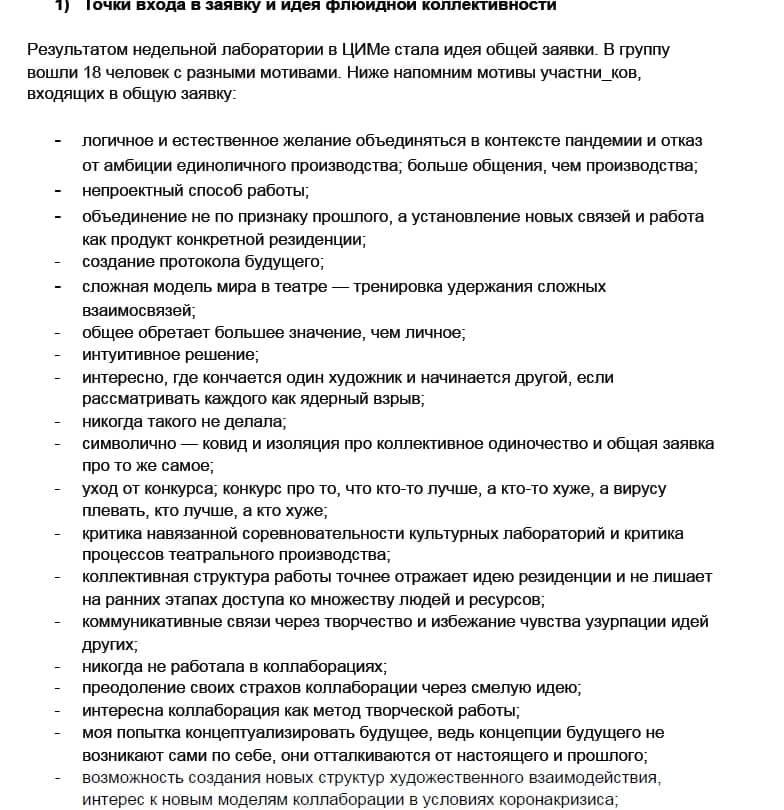 1) Точки входа в заявку и идея флюидной коллективности
Результатом недельной лаборатории в ЦИМе стала идея общей заявки. В группу
вошли 18 человек с разными мотивами. Ниже напомним мотивы участни_ков,
входящих в общую заявку:
- логичное и естественное желание объединяться в контексте пандемии и отказ
от амбиции единоличного производства; больше общения, чем производства;
- непроектный способ работы;
- объединение не по признаку прошлого, а установление новых связей и работа
как продукт конкретной резиденции;
- создание протокола будущего;
- сложная модель мира в театре — тренировка удержания сложных
взаимосвязей;
- общее обретает большее значение, чем личное;
- интуитивное решение;
- интересно, где кончается один художник и начинается другой, если
рассматривать каждого как ядерный взрыв;
- никогда такого не делала;
- символично — ковид и изоляция про коллективное одиночество и общая заявка
про то же самое;
- уход от конкурса; конкурс про то, что кто-то лучше, а кто-то хуже, а вирусу
плевать, кто лучше, а кто хуже;
- критика навязанной соревновательности культурных лабораторий и критика
процессов театрального производства;
- коллективная структура работы точнее отражает идею резиденции и не лишает
на ранних этапах доступа ко множеству людей и ресурсов;
- коммуникативные связи через творчество и избежание чувства узурпации идей
других;
- никогда не работала в коллаборациях;
- преодоление своих страхов коллаборации через смелую идею;
- интересна коллаборация как метод творческой работы;
- моя попытка концептуализировать будущее, ведь концепции будущего не
возникают сами по себе, они отталкиваются от настоящего и прошлого;
- возможность создания новых структур художественного взаимодействия,
интерес к новым моделям коллаборации в условиях коронакризиса;